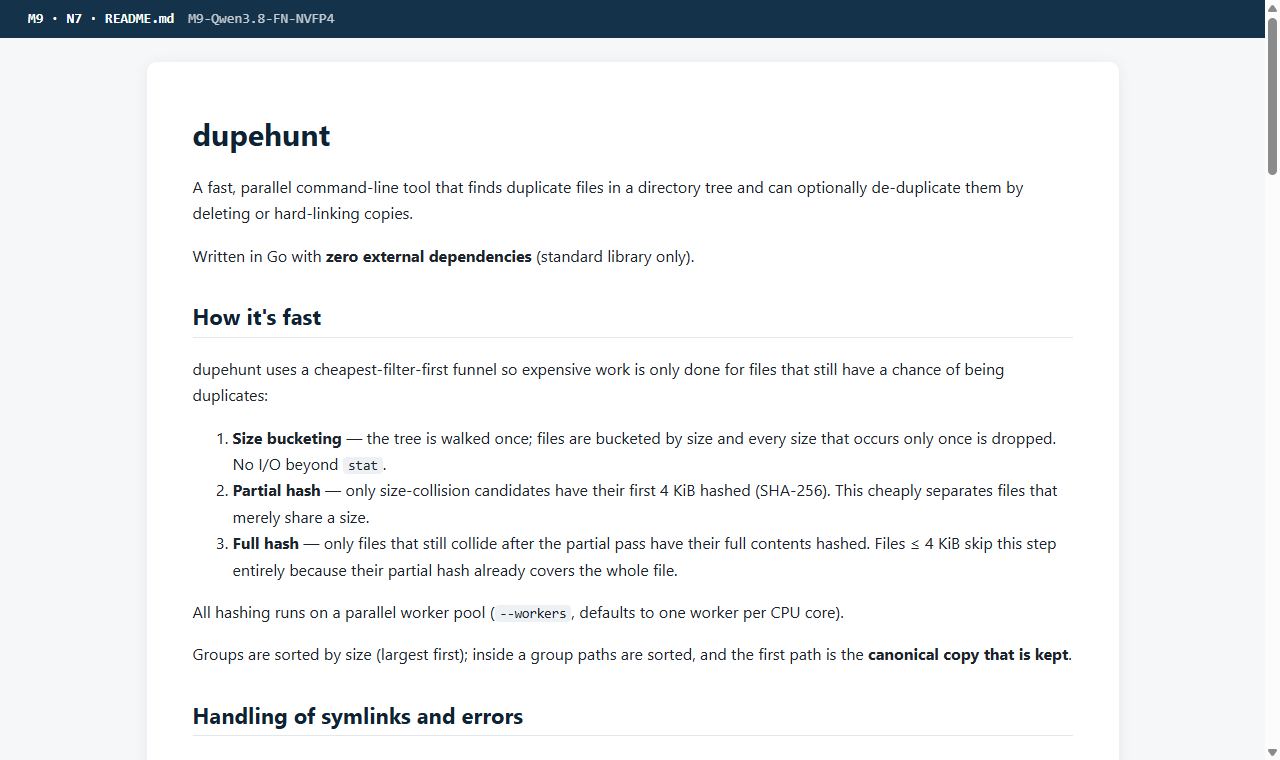 M9 • N7 • README.md M9-Qwen3.8-FN-NVFP4
dupehunt
A fast, parallel command-line tool that finds duplicate files in a directory tree and can optionally de-duplicate them by
deleting or hard-linking copies.
Written in Go with zero external dependencies (standard library only).
How it's fast
dupehunt uses a cheapest-filter-first funnel so expensive work is only done for files that still have a chance of being
duplicates:
1. Size bucketing — the tree is walked once; files are bucketed by size and every size that occurs only once is dropped.
No I/O beyond stat.
2. Partial hash — only size-collision candidates have their first 4 KiB hashed (SHA-256). This cheaply separates files that
merely share a size.
3. Full hash — only files that still collide after the partial pass have their full contents hashed. Files ≤ 4 KiB skip this step
entirely because their partial hash already covers the whole file.
All hashing runs on a parallel worker pool (--workers, defaults to one worker per CPU core).
Groups are sorted by size (largest first); inside a group paths are sorted, and the first path is the canonical copy that is kept.
Handling of symlinks and errors